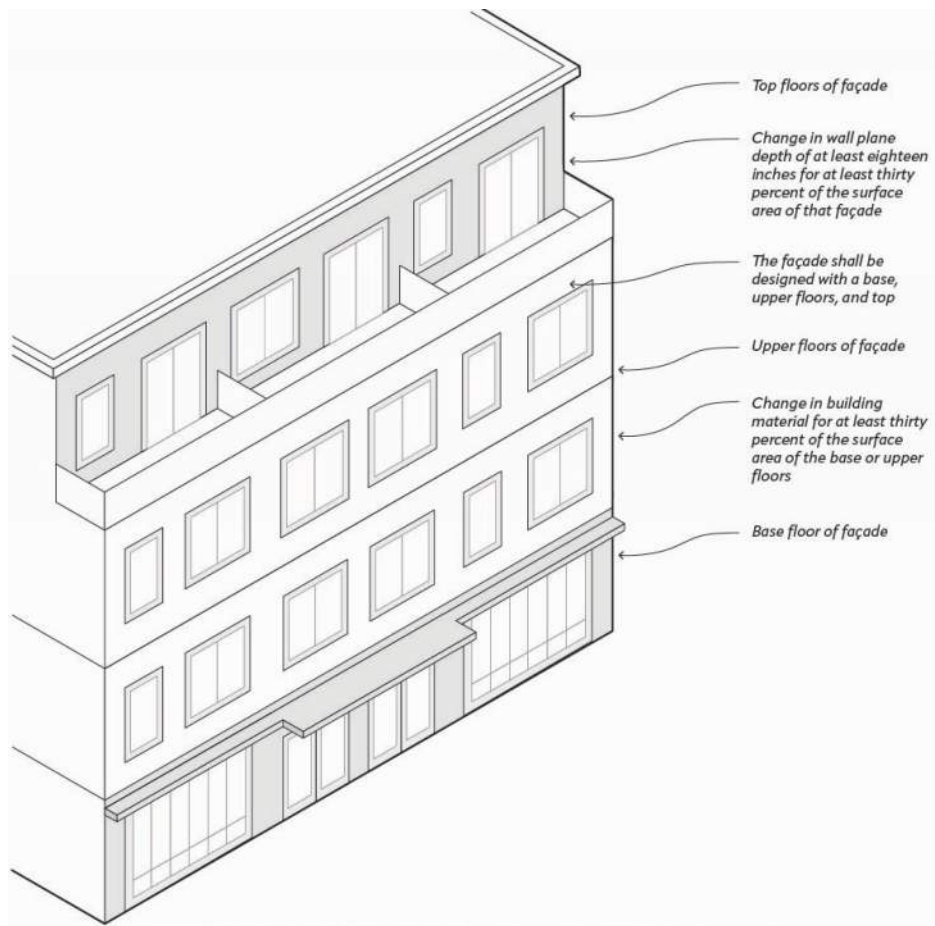 Top floors of façade
Change in wall plane
depth of at least eighteen
inches for at least thirty
percent of the surface
area of that façade
The façade shall be
designed with a base,
upper floors, and top
Upper floors of façade
Change in building
material for at least thirty
percent of the surface
area of the base or upper
floors
Base floor of façade